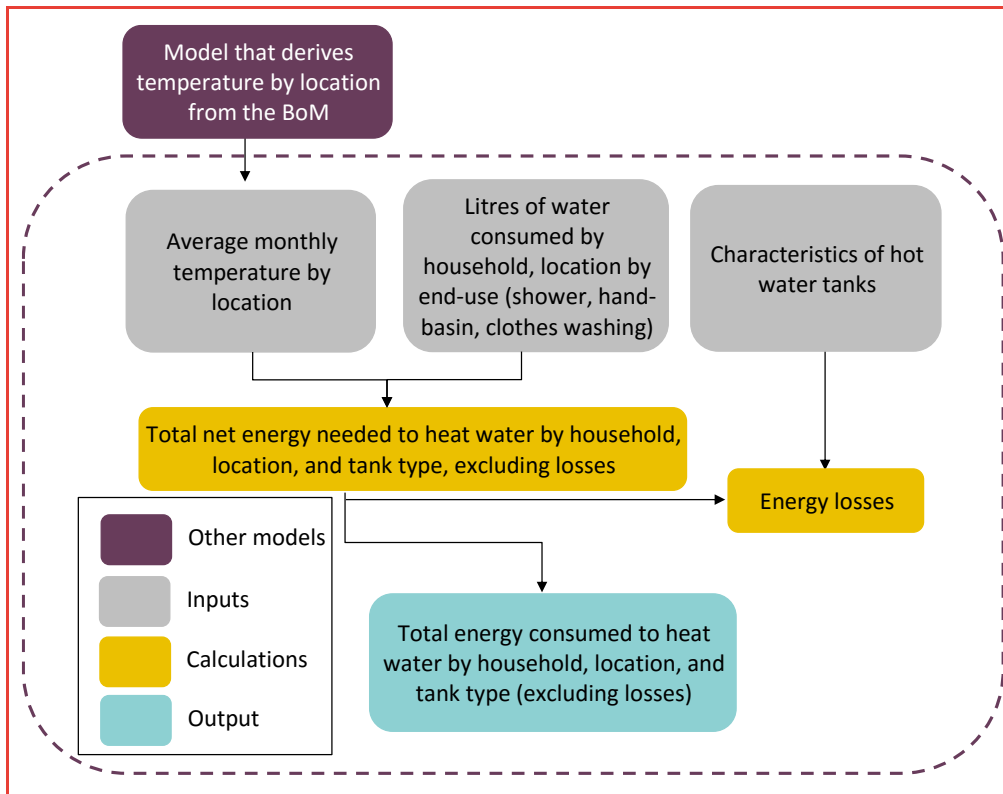 Model that derives
temperature by location
from the BoM
Average monthly
temperature by
location
Litres of water
consumed by
household, location by
end-use (shower, hand-
basin, clothes washing)
Characteristics of hot
water tanks
Total net energy needed to heat water by household,
location, and tank type, excluding losses
Energy losses
Other models
Inputs
Calculations
Output
Total energy consumed to heat
water by household, location, and
tank type (excluding losses)